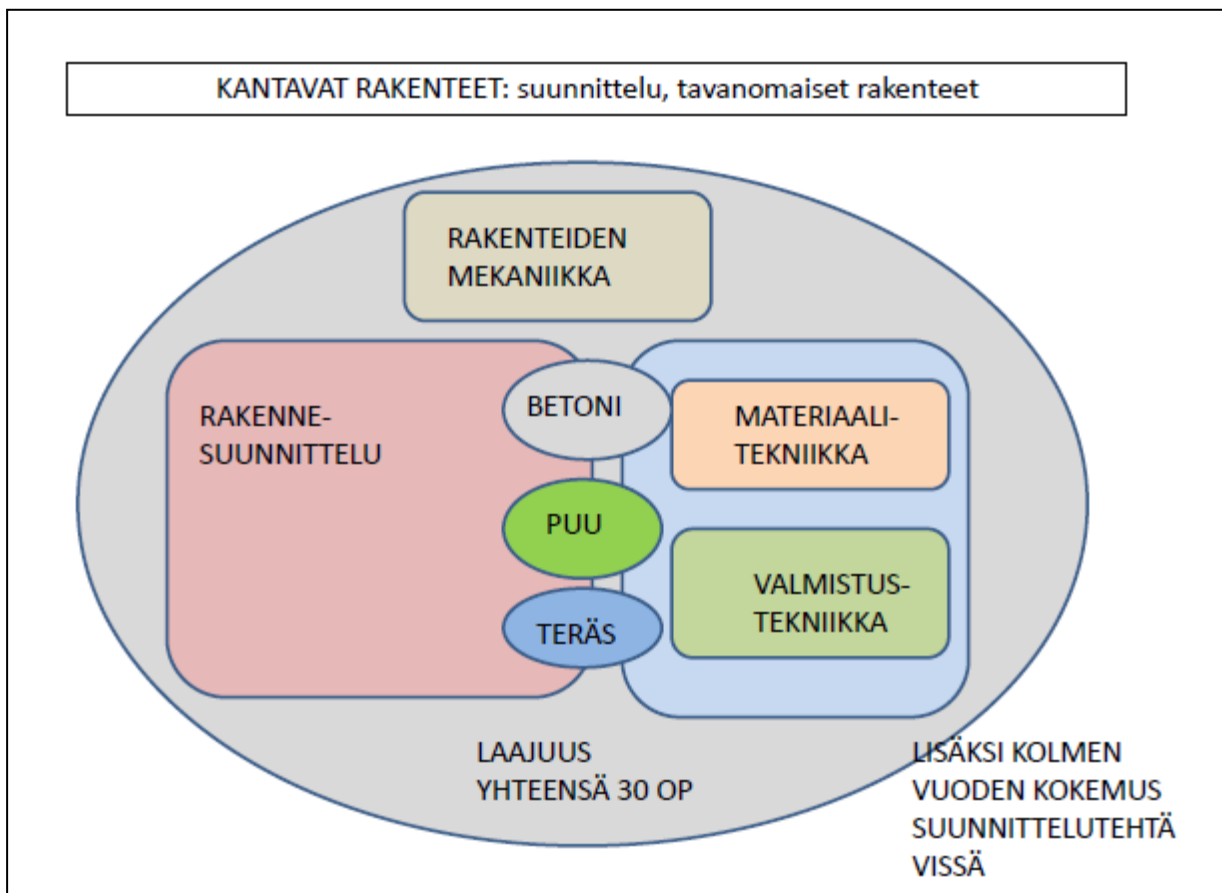 KANTAVAT RAKENTEET: suunnittelu, tavanomaiset rakenteet
RAKENTEIDEN
MEKANIIKKA
RAKENNE-
SUUNNITTELU
BETONI
PUU
TERÄS
MATERIAALI-
TEKNIIKKA
VALMISTUS-
TEKNIIKKA
LAAJUUS
YHTEENSÄ 30 OP
LISÄKSI KOLMEN
VUODEN KOKEMUS
SUUNNITTELUTEHTÄ
VISSÄ